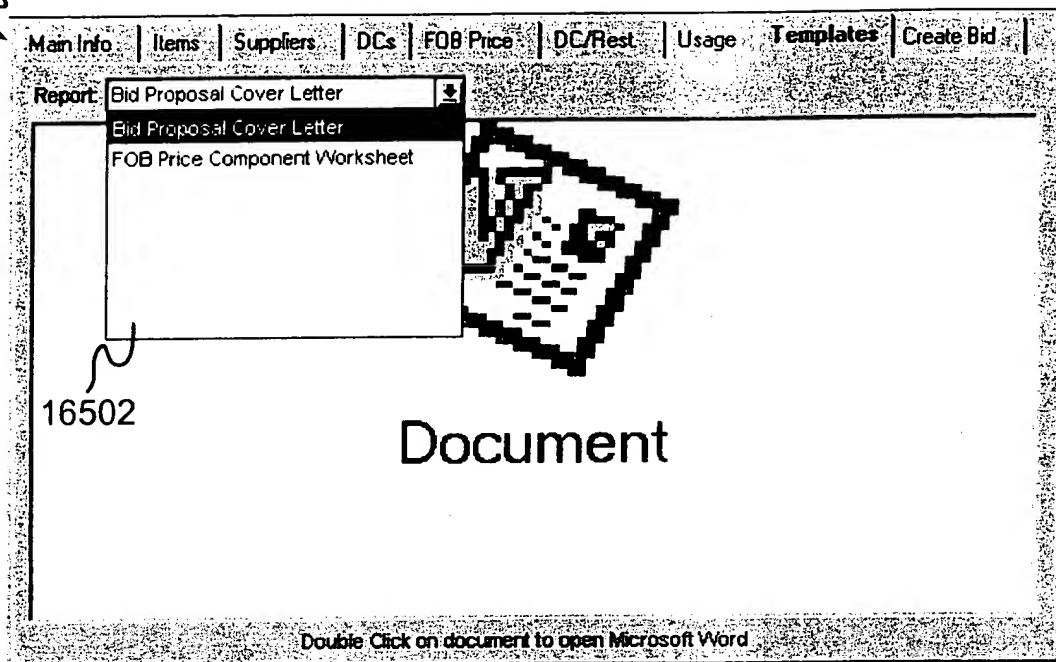 Main Info Items Suppliers DCs FOB Price DC/Rest. Usage Templates Create Bid
Report: Bid Proposal Cover Letter
Bid Proposal Cover Letter
FOB Price Component Worksheet
16502
Document
Double Click on document to open Microsoft Word